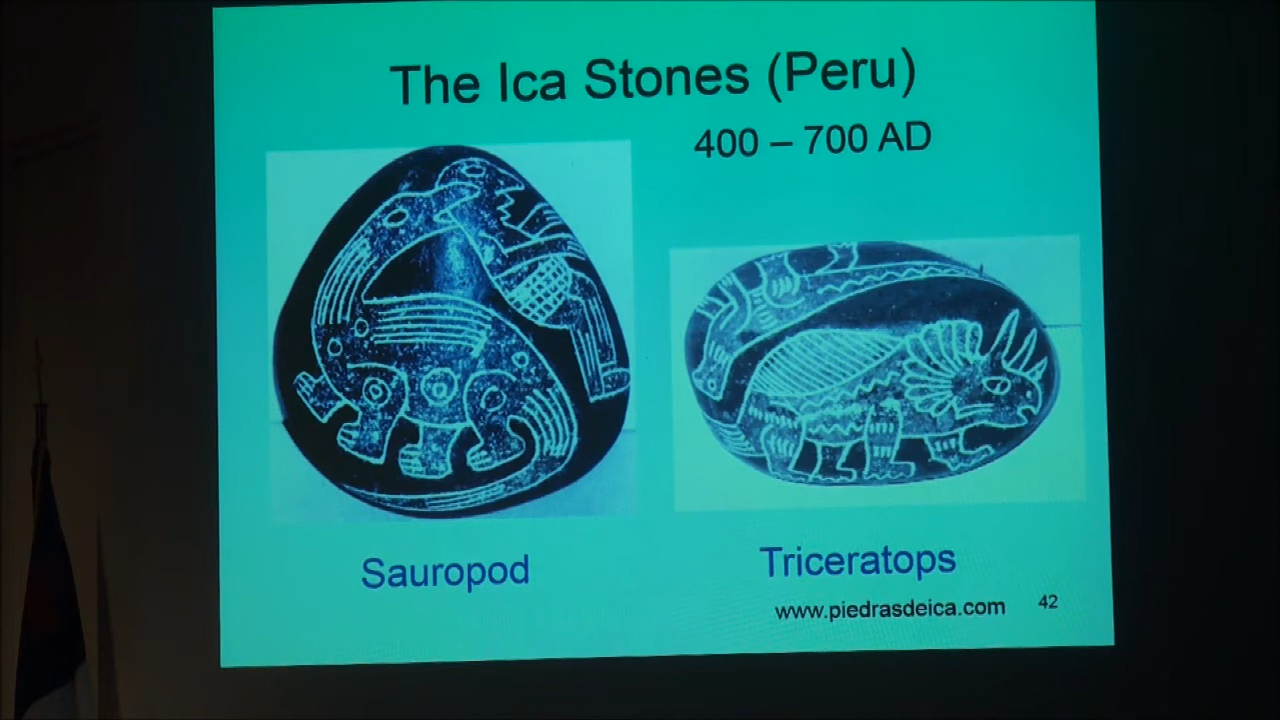 The Ica Stones (Peru)
400 – 700 AD
Sauropod
Triceratops
www.piedrasdeica.com
42